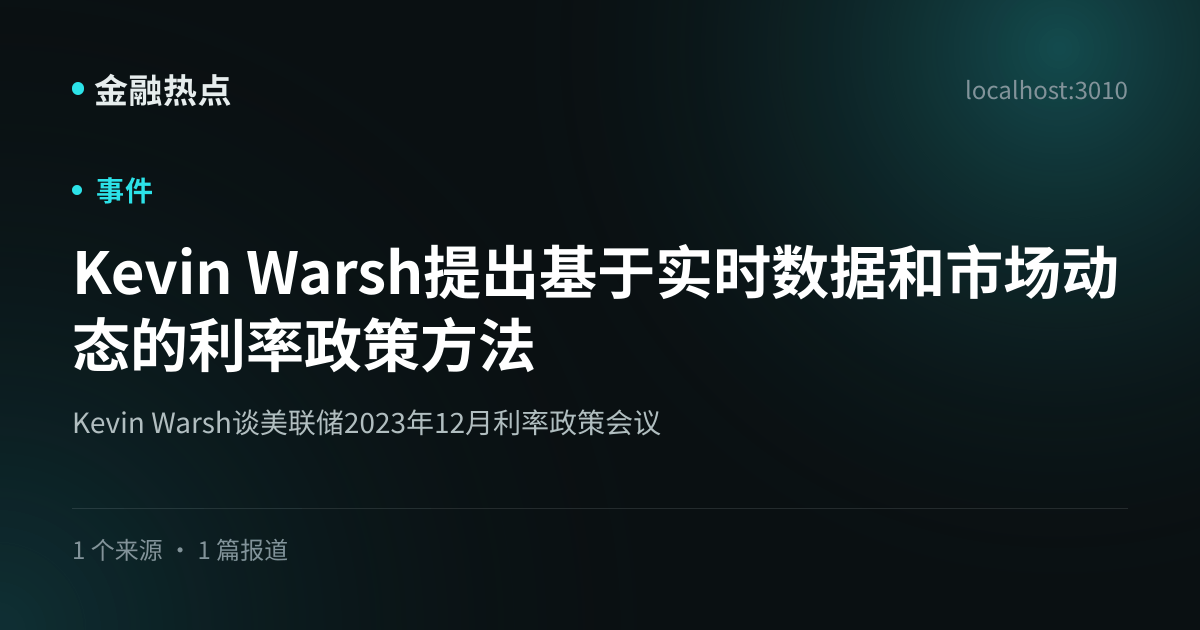 金融热点
localhost:3010
事件
Kevin Warsh提出基于实时数据和市场动
态的利率政策方法
Kevin Warsh谈美联储2023年12月利率政策会议
1 个来源 · 1 篇报道